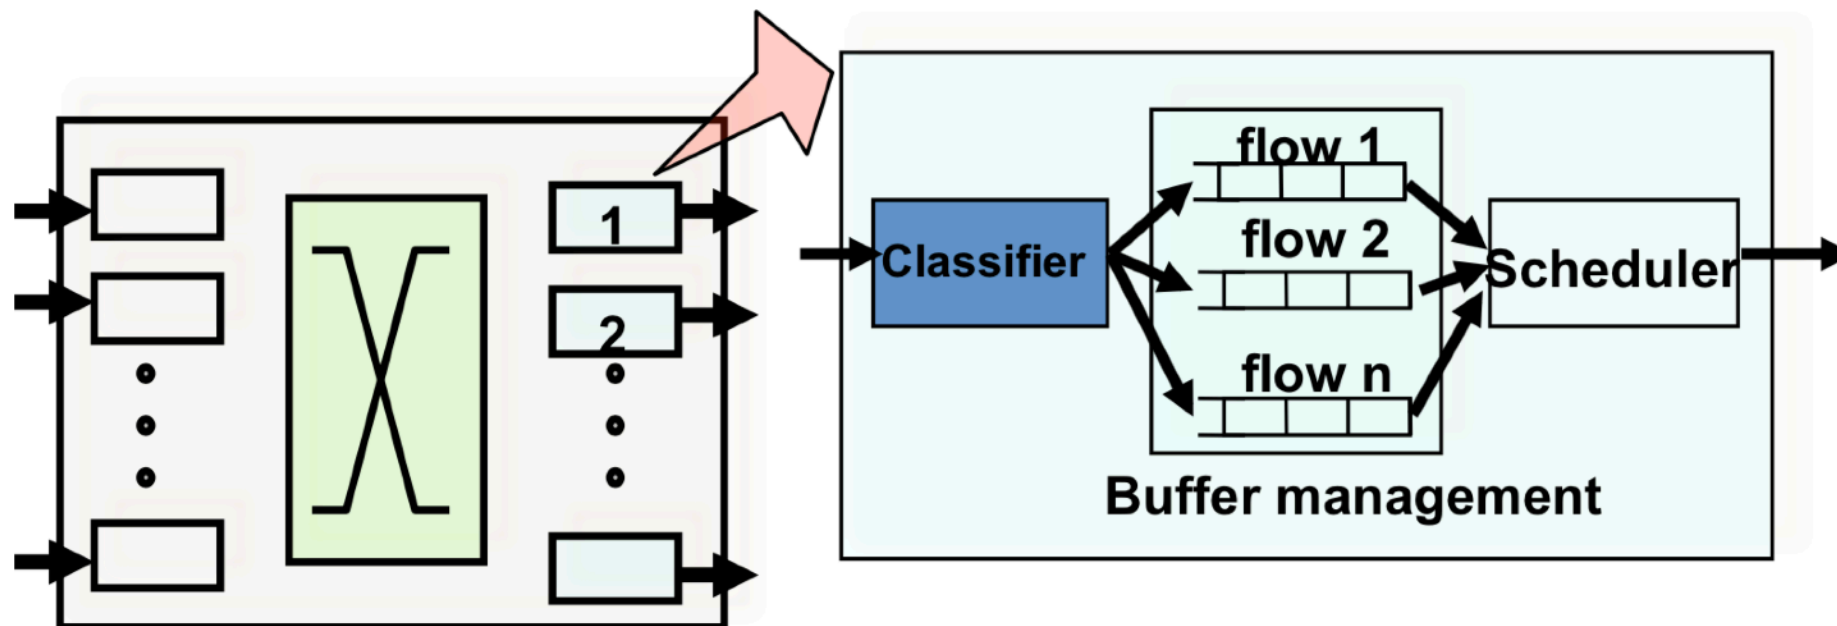 1
2
Classifier
flow 1
flow 2
flow n
Scheduler
Buffer management